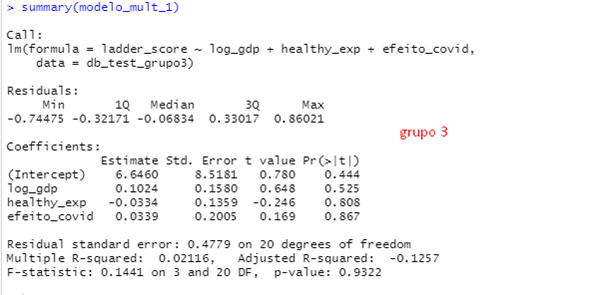 > summary(modelo_mult_1)
Call:
lm(formula = ladder_score ~ log_gdp + healthy_exp + efeito_covid,
    data = db_test_grupo3)
Residuals:
     Min       1Q   Median       3Q      Max
-0.74475 -0.32171 -0.06834  0.33017  0.86021
grupo 3
Coefficients:
             Estimate Std. Error t value Pr(>|t|)
(Intercept)    6.6460     8.5181   0.780    0.444
log_gdp        0.1024     0.1580   0.648    0.525
healthy_exp   -0.0334     0.1359  -0.246    0.808
efeito_covid   0.0339     0.2005   0.169    0.867
Residual standard error: 0.4779 on 20 degrees of freedom
Multiple R-squared:  0.02116,   Adjusted R-squared:  -0.1257
F-statistic: 0.1441 on 3 and 20 DF,  p-value: 0.9322